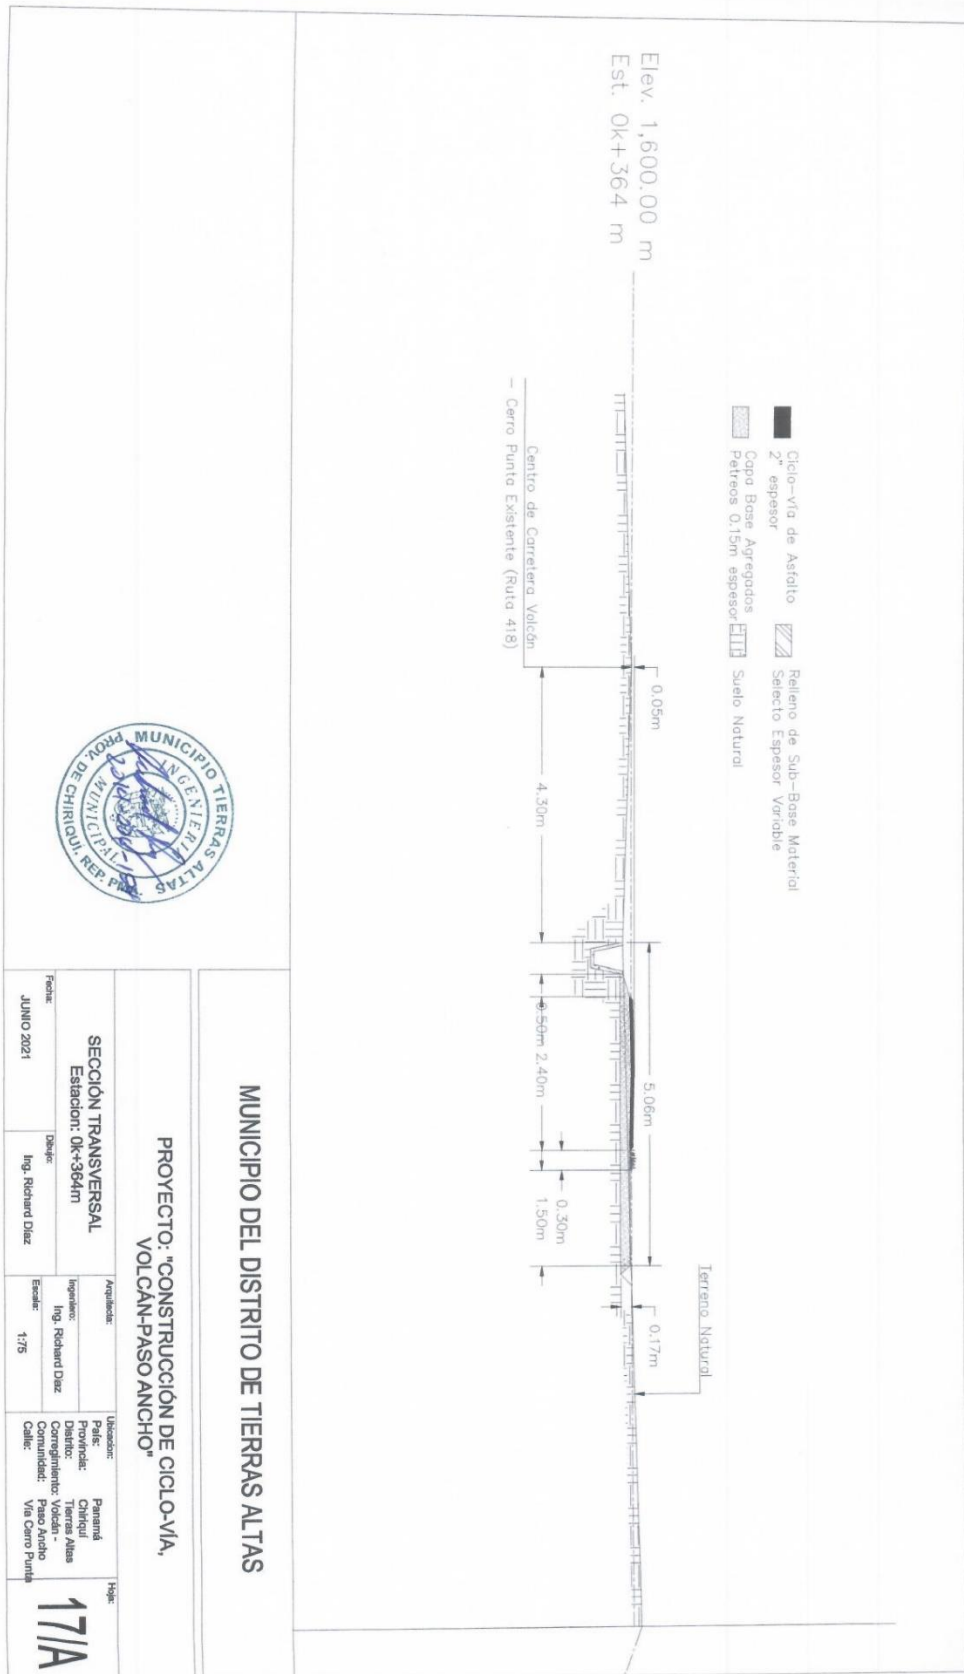 Elev. 1,600.00 m
Est. 0k+364 m
Ciclo-vía de Asfalto
2" espesor
Relleno de Sub-Base Material
Selecto Espesor Variable
Capa Base Agregados
Petreos 0.15m espesor
Suelo Natural
Centro de Carretera Volcán
- Cerro Punta Existente (Ruta 418)
0.05m
4.30m
5.06m
0.50m
2.40m
0.30m
1.50m
0.17m
Terreno Natural
MUNICIPIO TIERRAS ALTAS
INGENIERIA
MUNICIPAL
PROV. DE CHIRIQUI, REP.
MUNICIPIO DEL DISTRITO DE TIERRAS ALTAS
PROYECTO: "CONSTRUCCIÓN DE CICLO-VÍA,
VOLCÁN-PASO ANCHO"
SECCIÓN TRANSVERSAL
Estacion: 0k+364m
Fecha:
JUNIO 2021
Dibujo:
Ing. Richard Díaz
Arquitecto:
Ingeniero:
Ing. Richard Díaz
Escala:
1:75
Ubicación:
País: Panamá
Provincia: Chiriquí
Distrito: Tierras Altas
Corregimiento: Volcán -
Comunidad: Paso Ancho
Calle: Vía Cerro Punta
Hoja:
17/A